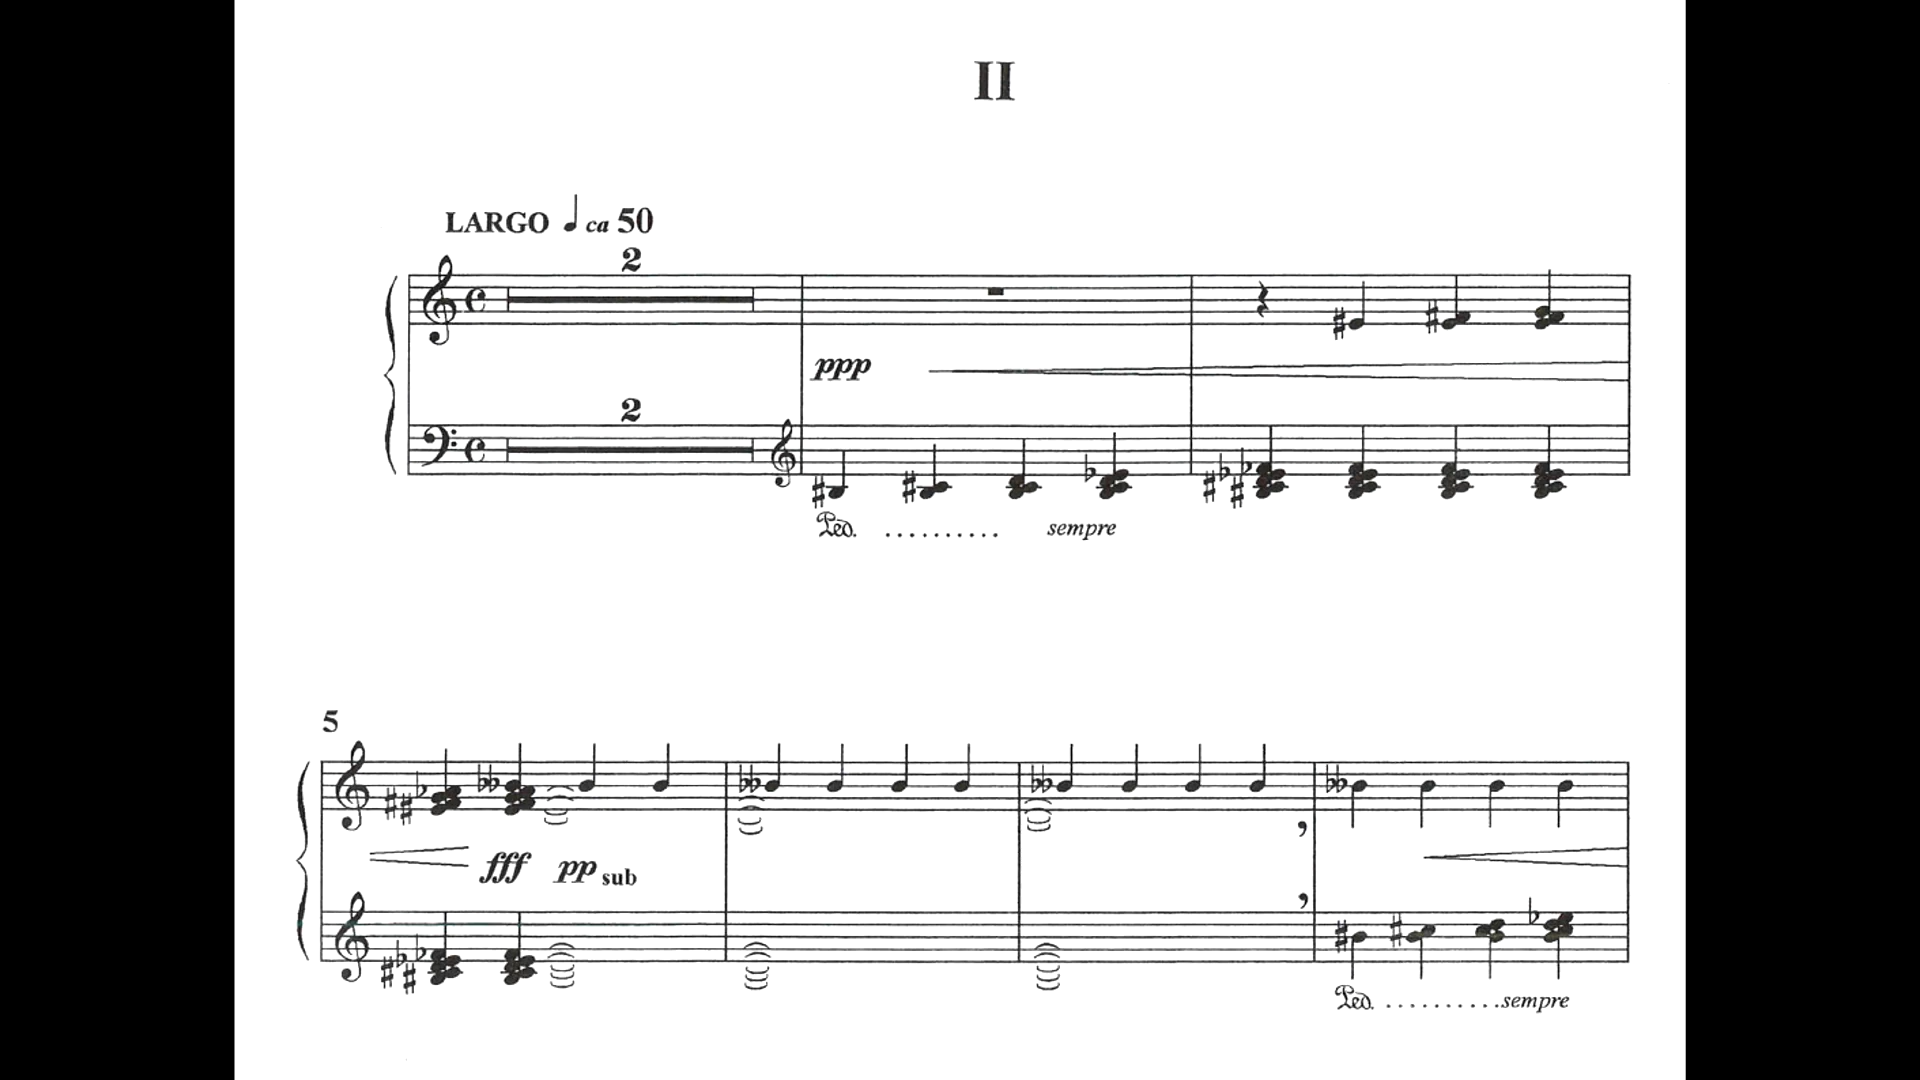 II
LARGO ♩ ca 50
2
ppp
2
Ped. .......... sempre
5
fff pp sub
Ped. ...........sempre